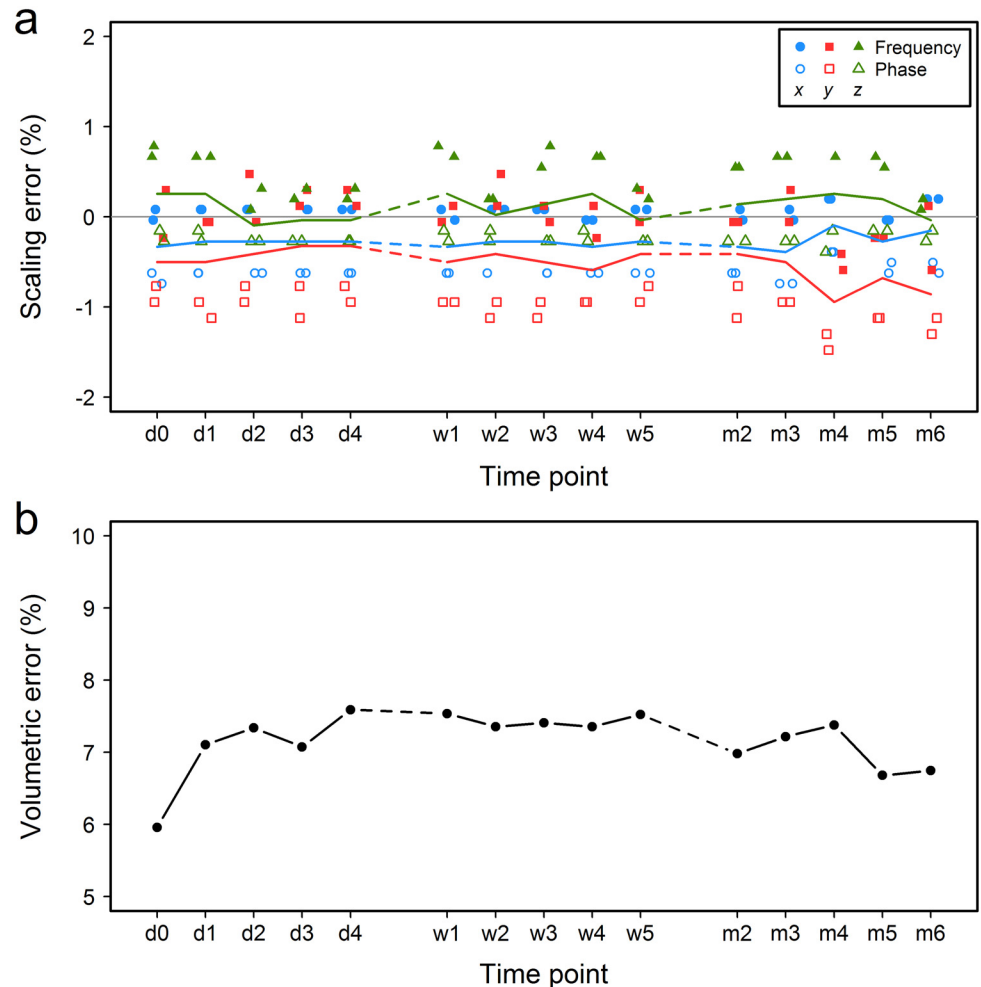 a
Scaling error (%)
2
1
0
-1
-2
Frequency
Phase
x y z
d0 d1 d2 d3 d4 w1 w2 w3 w4 w5 m2 m3 m4 m5 m6
Time point
b
Volumetric error (%)
10
9
8
7
6
5
d0 d1 d2 d3 d4 w1 w2 w3 w4 w5 m2 m3 m4 m5 m6
Time point